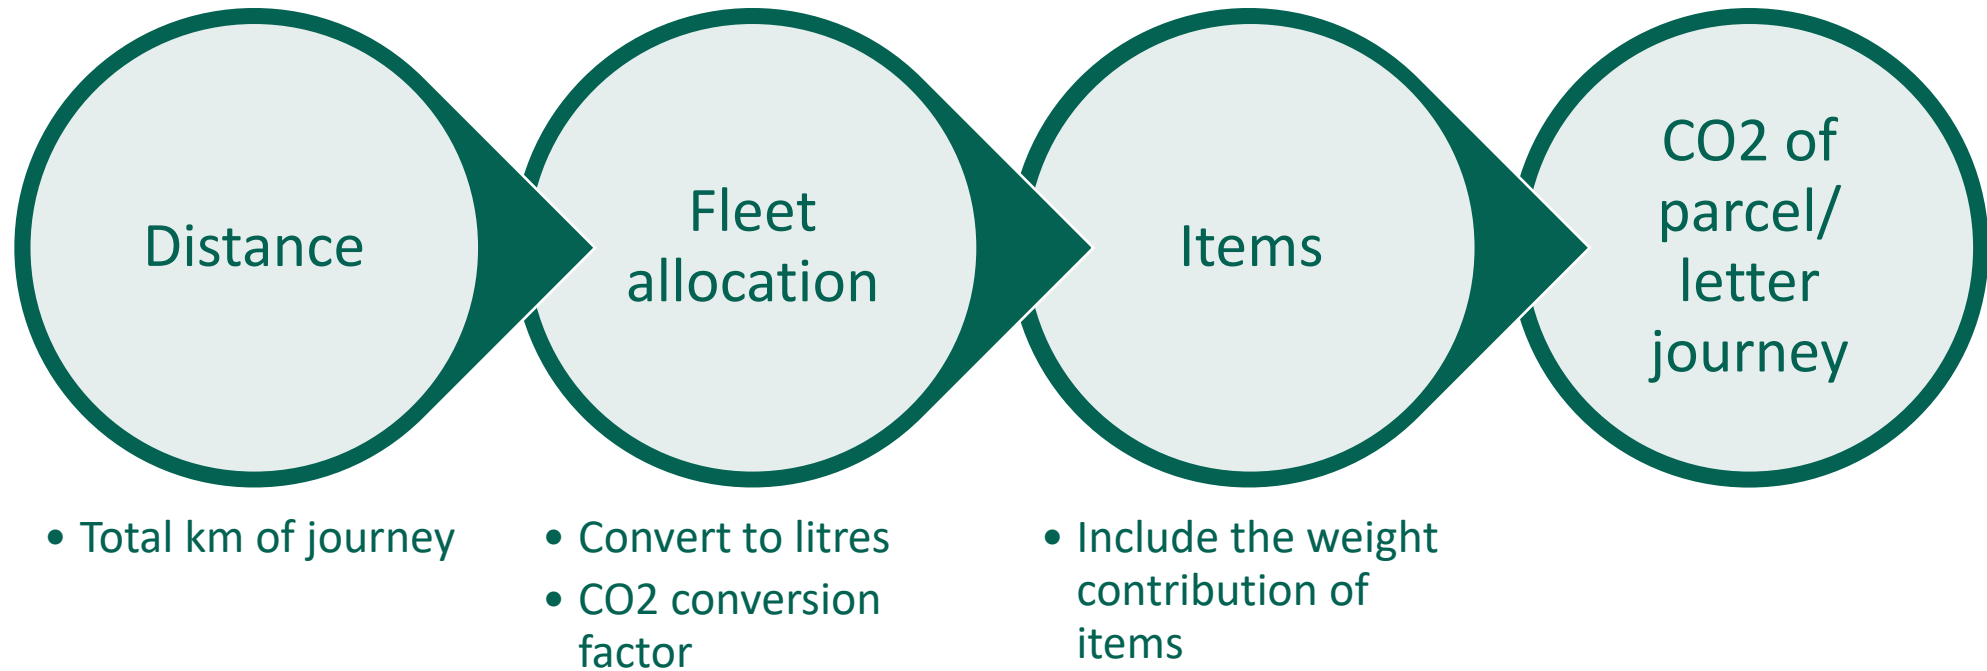 Distance
Fleet
allocation
Items
CO2 of
parcel/
letter
journey
• Total km of journey
• Convert to litres
• CO2 conversion
factor
• Include the weight
contribution of
items